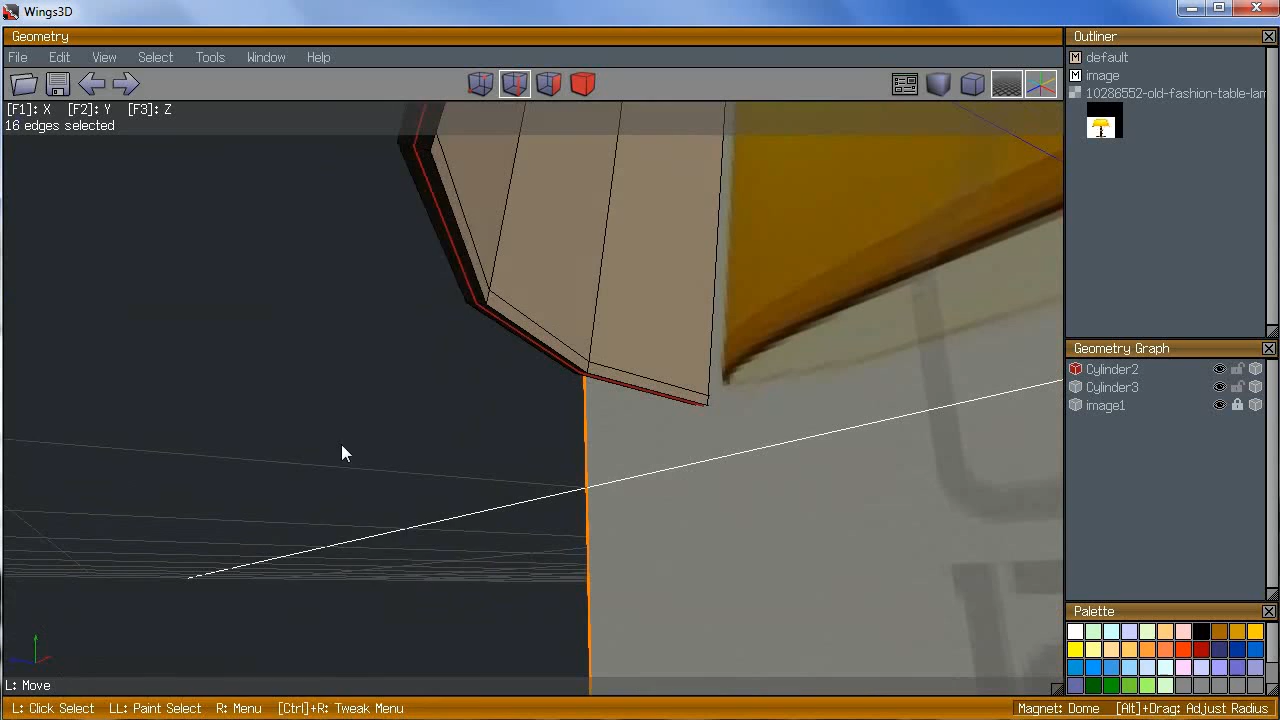 Wings3D
Geometry
File Edit View Select Tools Window Help
[F1]: X [F2]: Y [F3]: Z
16 edges selected
L: Move
L: Click Select LL: Paint Select R: Menu [Ctrl]+R: Tweak Menu
Magnet: Dome [Alt]+Drag: Adjust Radius
Outliner
M default
M image
10286552-old-fashion-table-lam
Geometry Graph
Cylinder2
Cylinder3
image1
Palette